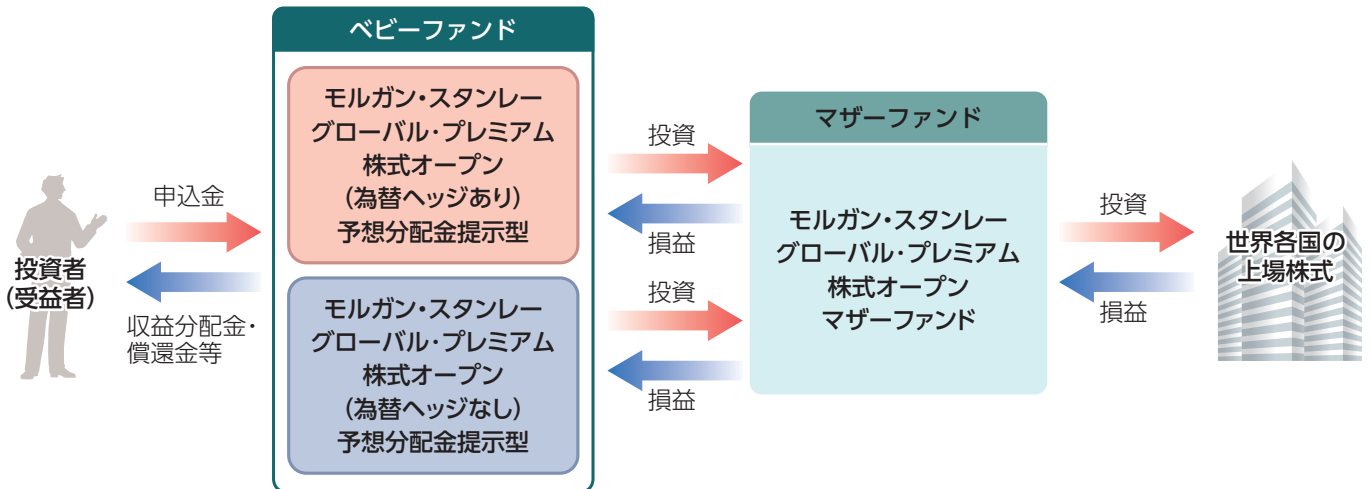 ベビーファンド
モルガン・スタンレー
グローバル・プレミアム
株式オープン
(為替ヘッジあり)
予想分配金提示型
モルガン・スタンレー
グローバル・プレミアム
株式オープン
(為替ヘッジなし)
予想分配金提示型
投資者
(受益者)
申込金
収益分配金・
償還金等
投資
損益
投資
損益
マザーファンド
モルガン・スタンレー
グローバル・プレミアム
株式オープン
マザーファンド
投資
損益
世界各国の
上場株式